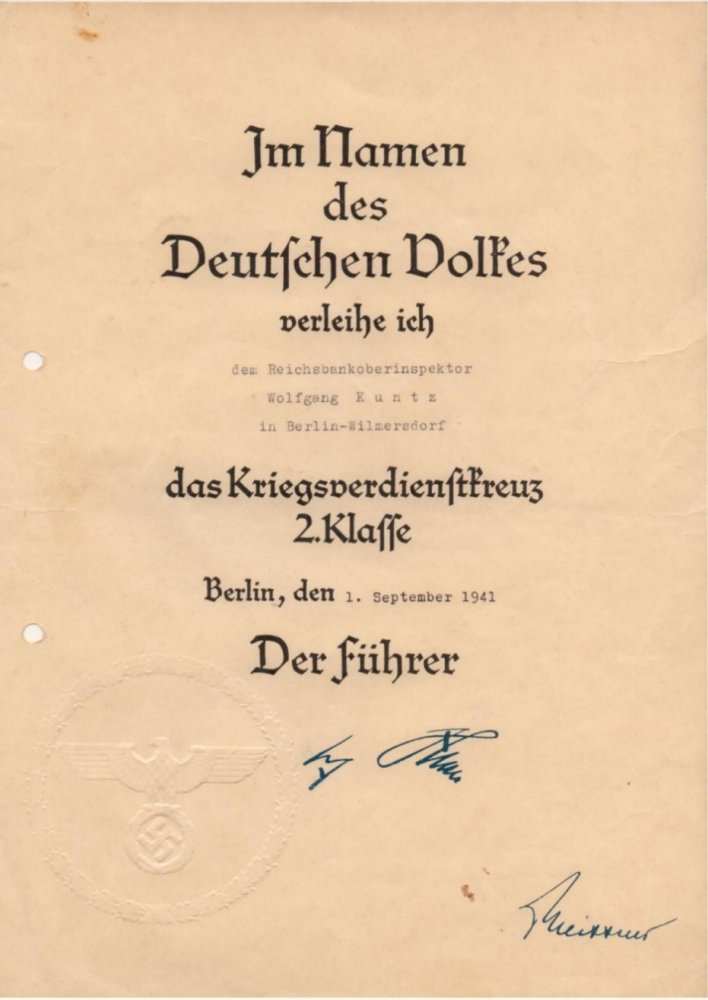 Im Namen
des
Deutſchen Volkes
verleihe ich
dem Reichsbankoberinspektor
Wolfgang K u n t z
in Berlin-Wilmersdorf
das Kriegsverdienſtkreuz
2. Klaſſe
Berlin, den 1. September 1941
Der Führer
Meissner